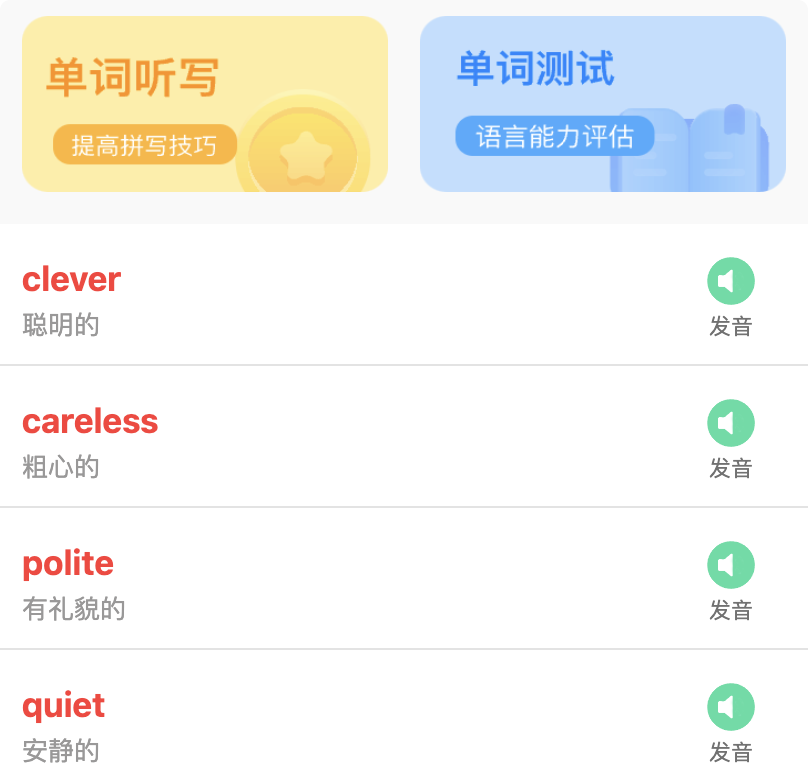 单词听写
单词测试
提高拼写技巧
语言能力评估
clever
聪明的
发音
careless
粗心的
发音
polite
有礼貌的
发音
quiet
安静的
发音